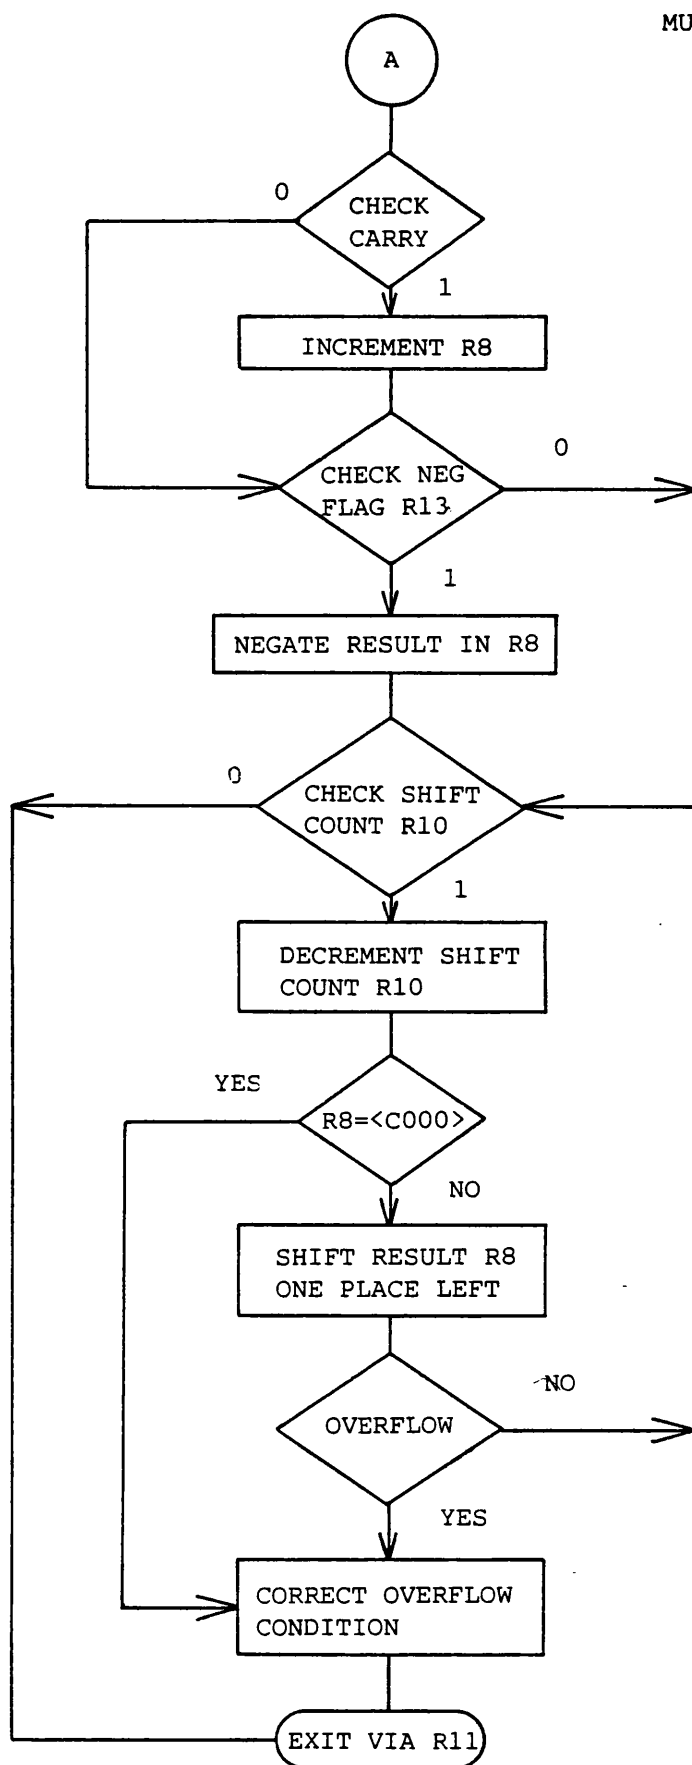 MU
A
0
CHECK
CARRY
1
INCREMENT R8
0
CHECK NEG
FLAG R13
1
NEGATE RESULT IN R8
0
CHECK SHIFT
COUNT R10
1
DECREMENT SHIFT
COUNT R10
YES
R8=<C000>
NO
SHIFT RESULT R8
ONE PLACE LEFT
NO
OVERFLOW
YES
CORRECT OVERFLOW
CONDITION
EXIT VIA R11